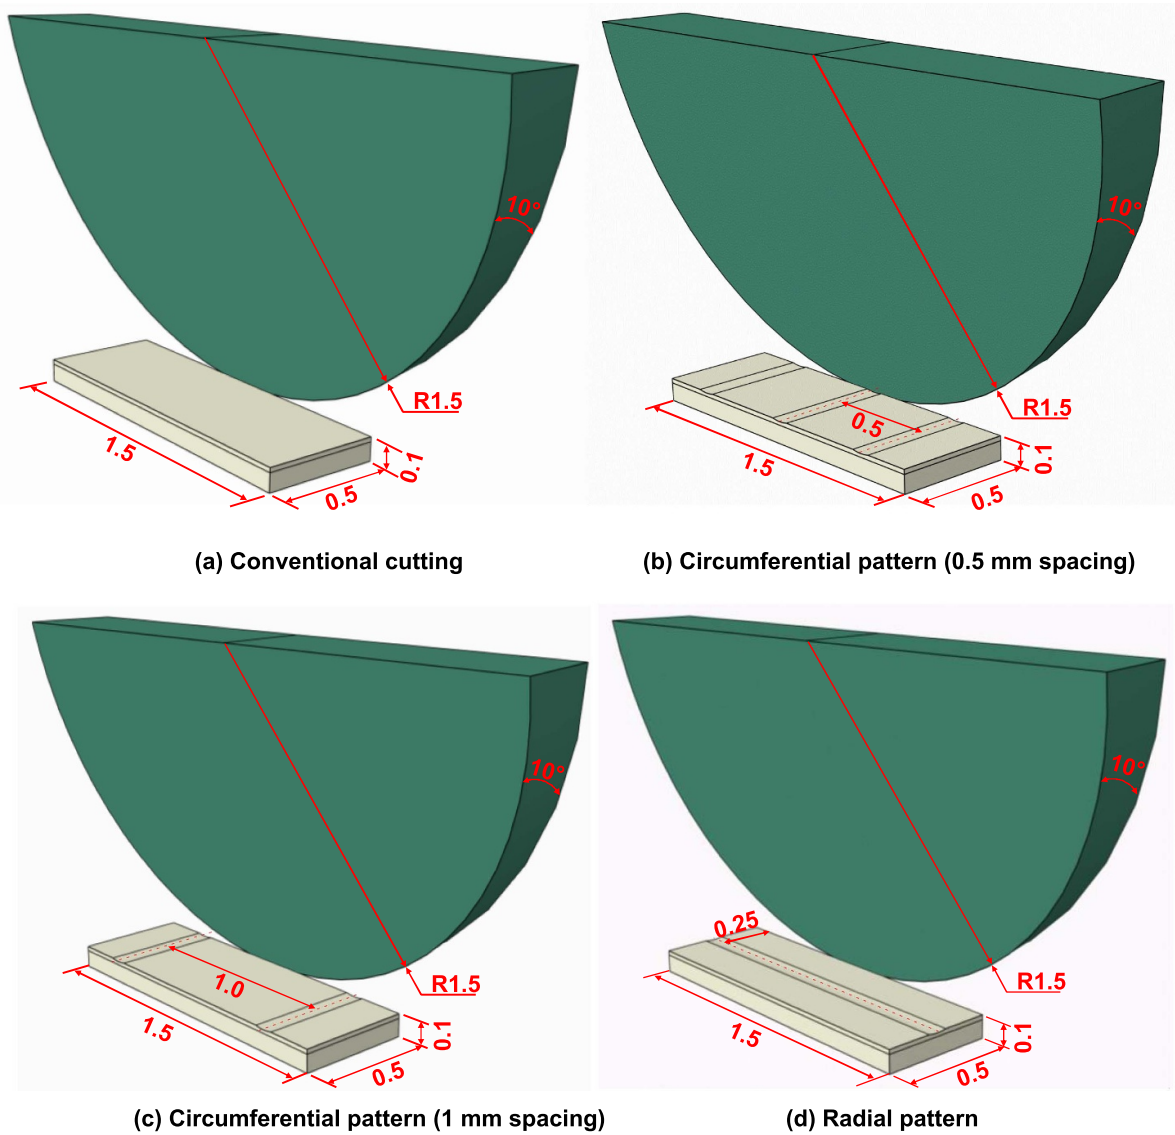 10°
R1.5
1.5
0.5
0.1
(a) Conventional cutting
10°
R1.5
0.5
1.5
0.5
0.1
(b) Circumferential pattern (0.5 mm spacing)
10°
R1.5
1.0
1.5
0.5
0.1
(c) Circumferential pattern (1 mm spacing)
10°
0.25
R1.5
1.5
0.5
0.1
(d) Radial pattern